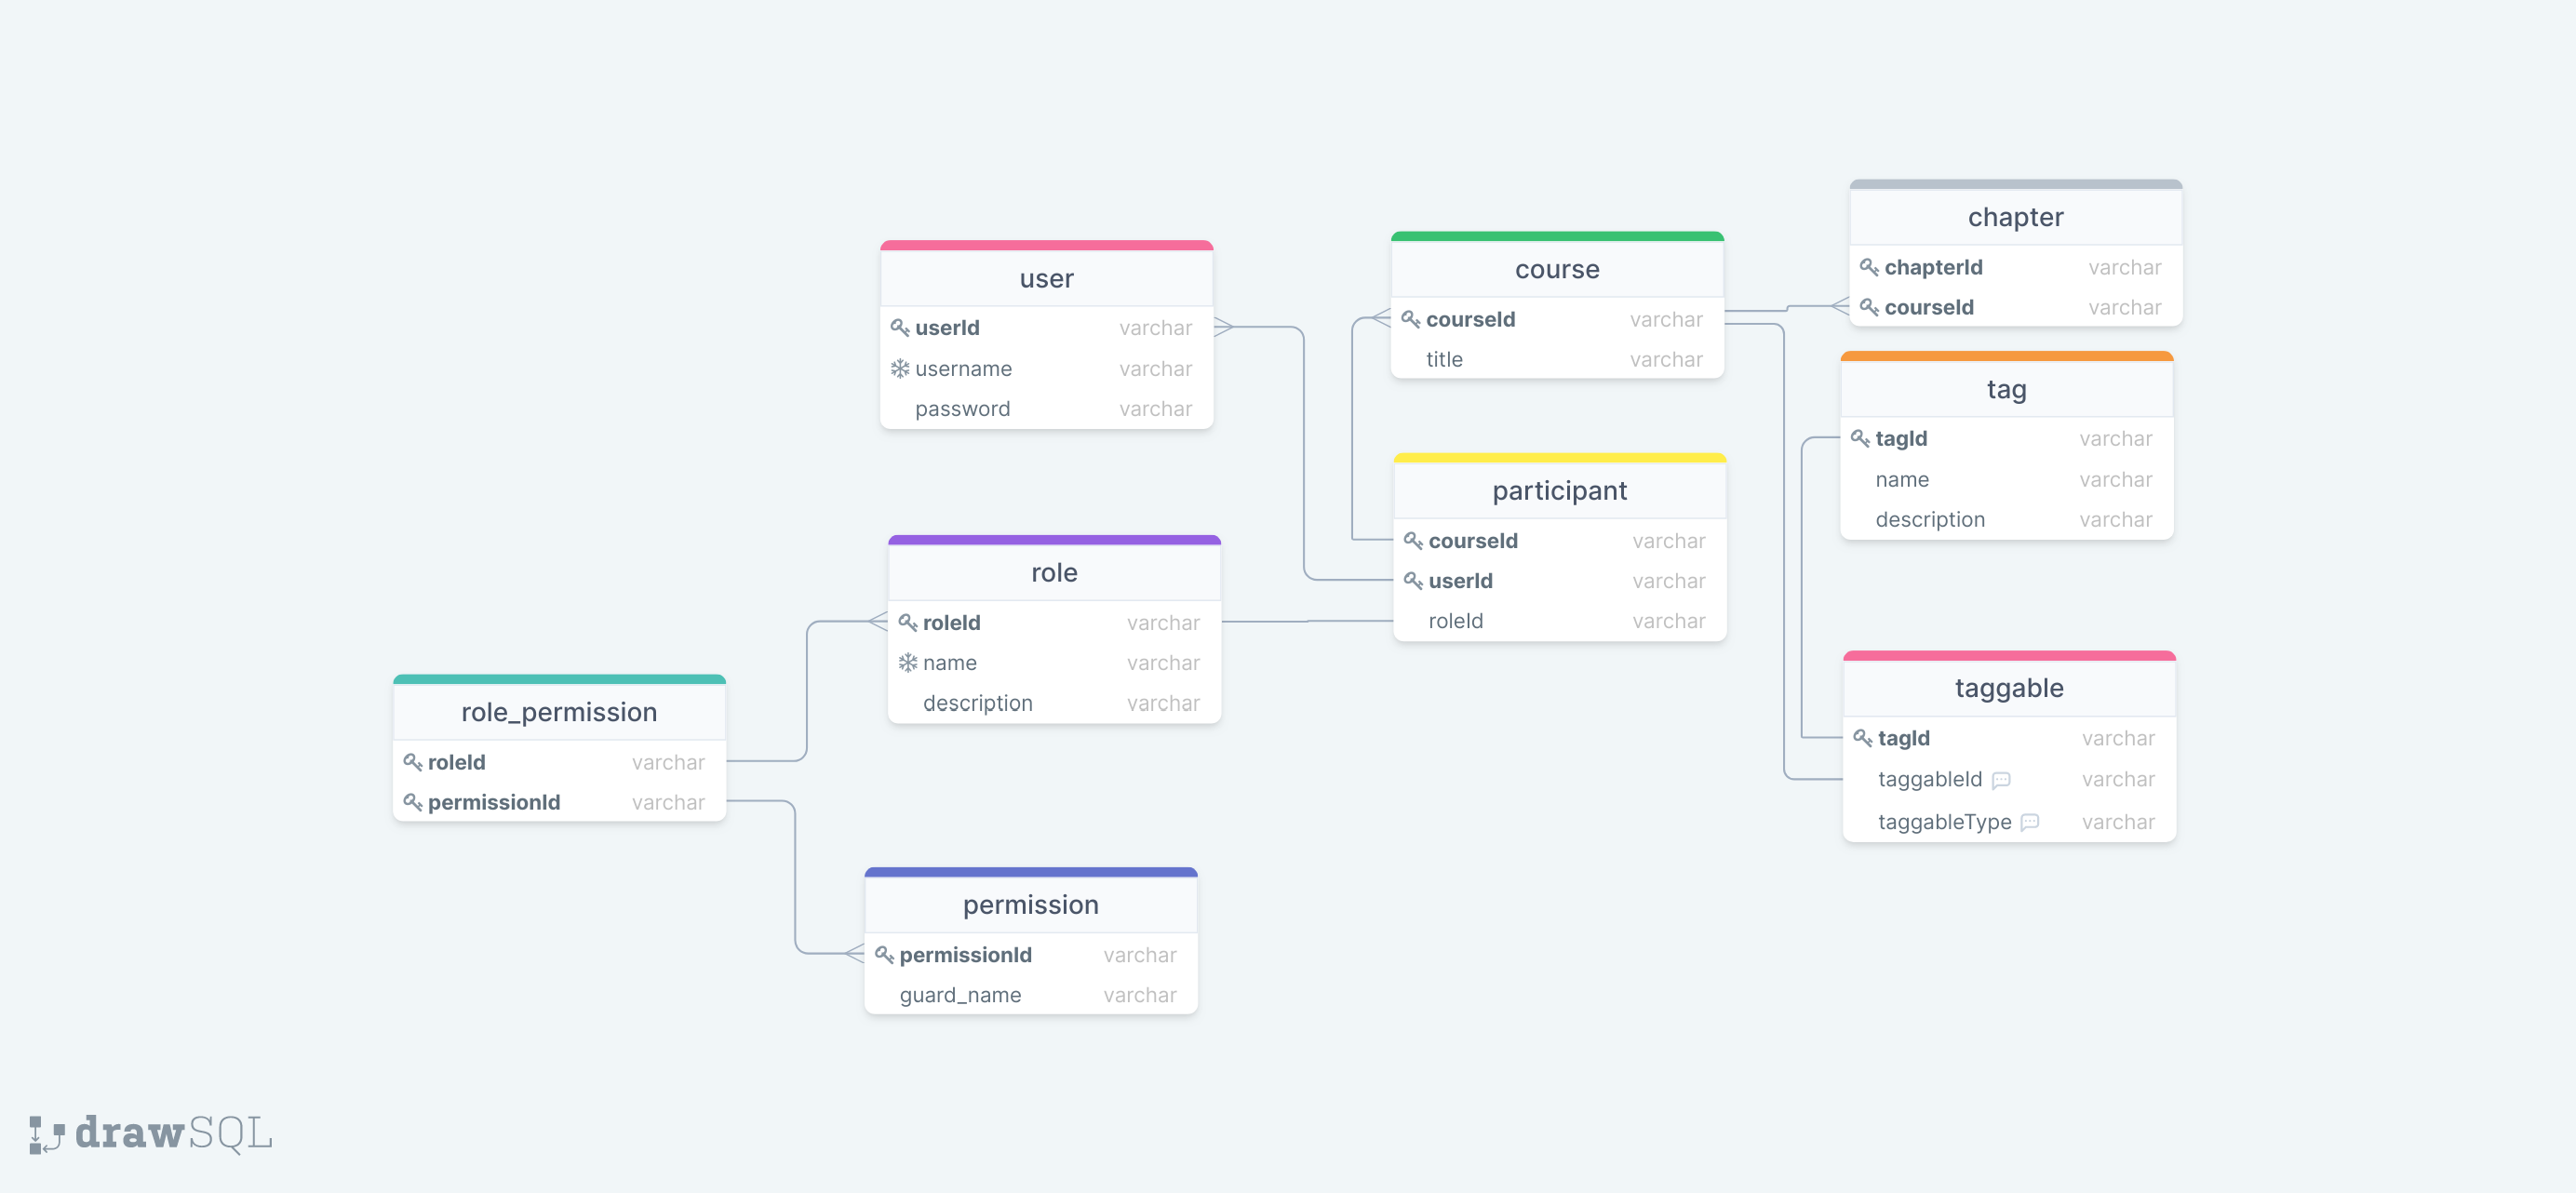 user
userId varchar
username varchar
password varchar
course
courseId varchar
title varchar
chapter
chapterId varchar
courseId varchar
tag
tagId varchar
name varchar
description varchar
participant
courseId varchar
userId varchar
roleId varchar
role
roleId varchar
name varchar
description varchar
role_permission
roleId varchar
permissionId varchar
taggable
tagId varchar
taggableId varchar
taggableType varchar
permission
permissionId varchar
guard_name varchar
drawSQL